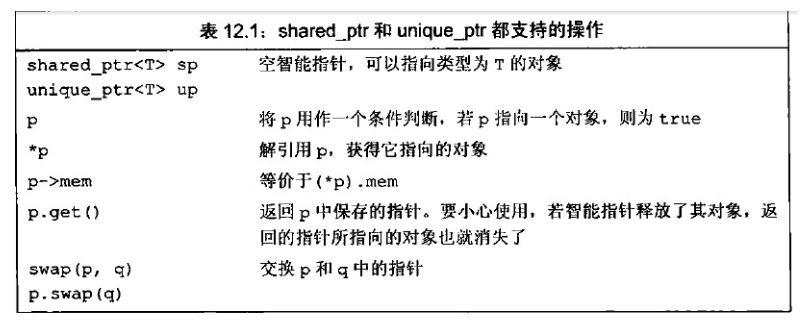 表 12.1：shared_ptr 和 unique_ptr 都支持的操作
shared_ptr<T> sp 空智能指针，可以指向类型为 T 的对象
unique_ptr<T> up
p 将 p 用作一个条件判断，若 p 指向一个对象，则为 true
*p 解引用 p，获得它指向的对象
p->mem 等价于(*p).mem
p.get() 返回 p 中保存的指针。要小心使用，若智能指针释放了其对象，返
回的指针所指向的对象也就消失了
swap(p, q) 交换 p 和 q 中的指针
p.swap(q)